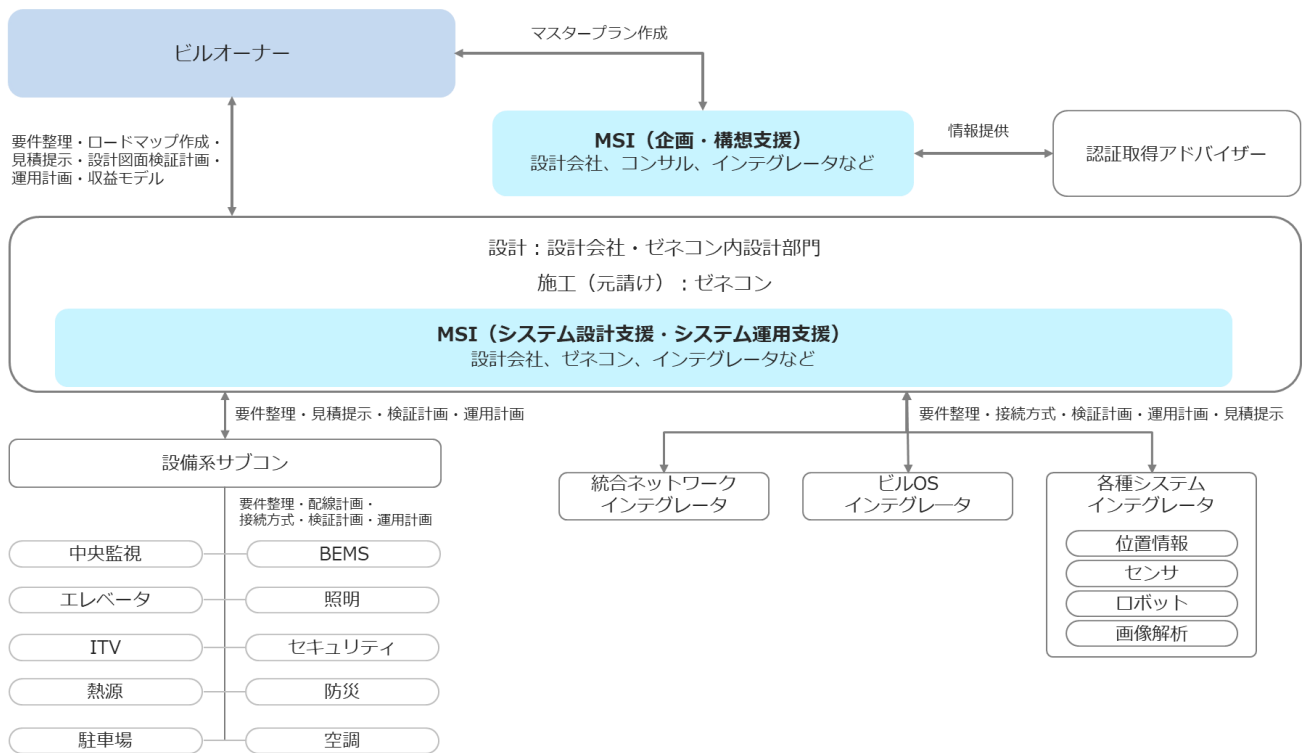 ビルオーナー
マスタープラン作成
要件整理・ロードマップ作成・
見積提示・設計図面検証計画・
運用計画・収益モデル
MSI（企画・構想支援）
設計会社、コンサル、インテグレータなど
情報提供
認証取得アドバイザー
設計：設計会社・ゼネコン内設計部門
施工（元請け）：ゼネコン
MSI（システム設計支援・システム運用支援）
設計会社、ゼネコン、インテグレータなど
要件整理・見積提示・検証計画・運用計画
要件整理・接続方式・検証計画・運用計画・見積提示
設備系サブコン
要件整理・配線計画・
接続方式・検証計画・運用計画
中央監視
BEMS
エレベータ
照明
ITV
セキュリティ
熱源
防災
駐車場
空調
統合ネットワーク
インテグレータ
ビルOS
インテグレータ
各種システム
インテグレータ
位置情報
センサ
ロボット
画像解析